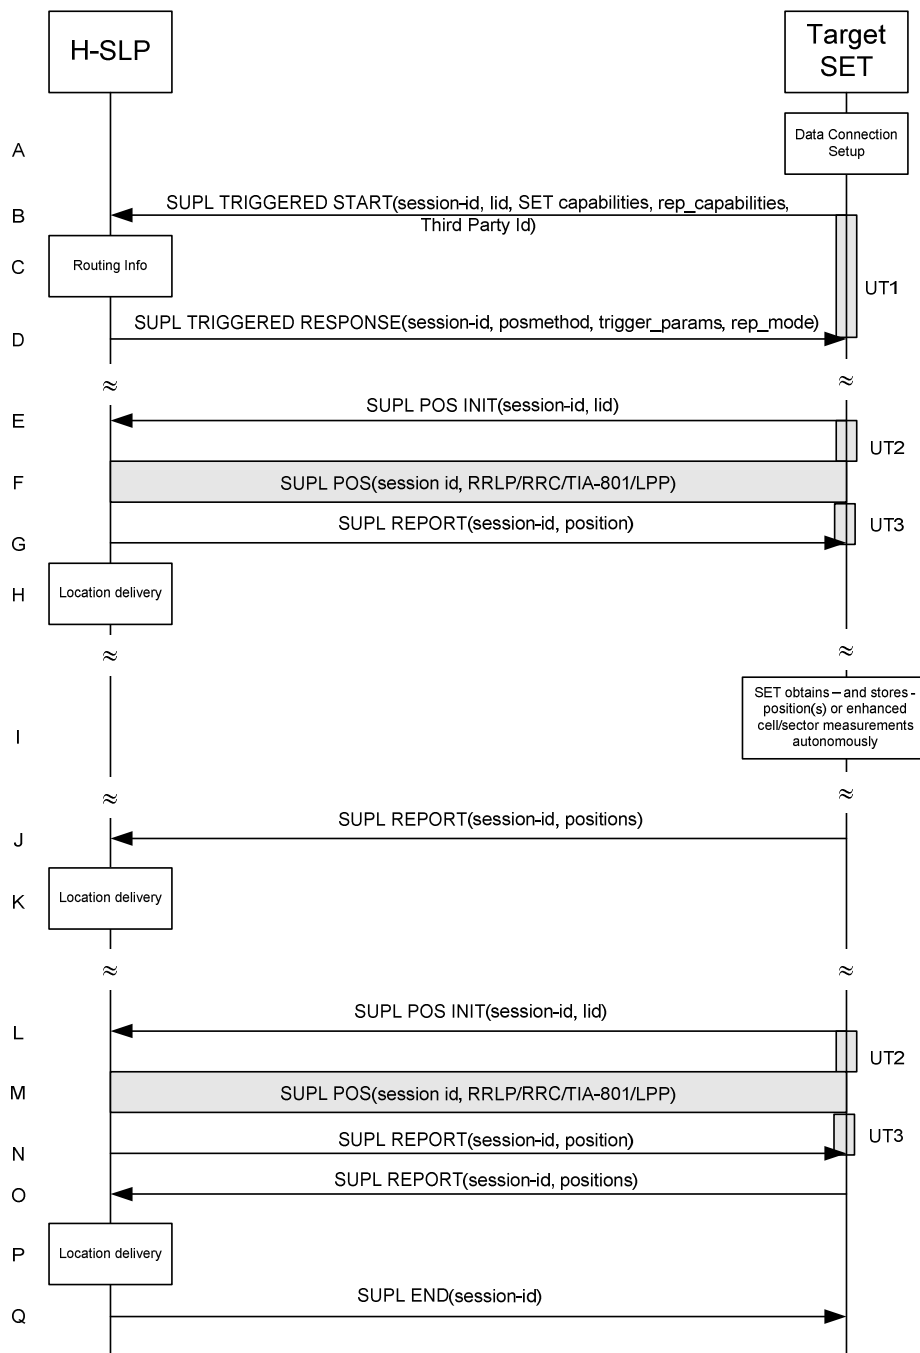 H-SLP
Target
SET
A
Data Connection
Setup
B
SUPL TRIGGERED START(session-id, lid, SET capabilities, rep_capabilities,
Third Party Id)
C
Routing Info
UT1
D
SUPL TRIGGERED RESPONSE(session-id, posmethod, trigger_params, rep_mode)
≈
≈
E
SUPL POS INIT(session-id, lid)
UT2
F
SUPL POS(session id, RRLP/RRC/TIA-801/LPP)
G
SUPL REPORT(session-id, position)
UT3
H
Location delivery
≈
≈
I
SET obtains – and stores -
position(s) or enhanced
cell/sector measurements
autonomously
≈
≈
J
SUPL REPORT(session-id, positions)
K
Location delivery
≈
≈
L
SUPL POS INIT(session-id, lid)
UT2
M
SUPL POS(session id, RRLP/RRC/TIA-801/LPP)
N
SUPL REPORT(session-id, position)
UT3
O
SUPL REPORT(session-id, positions)
P
Location delivery
Q
SUPL END(session-id)